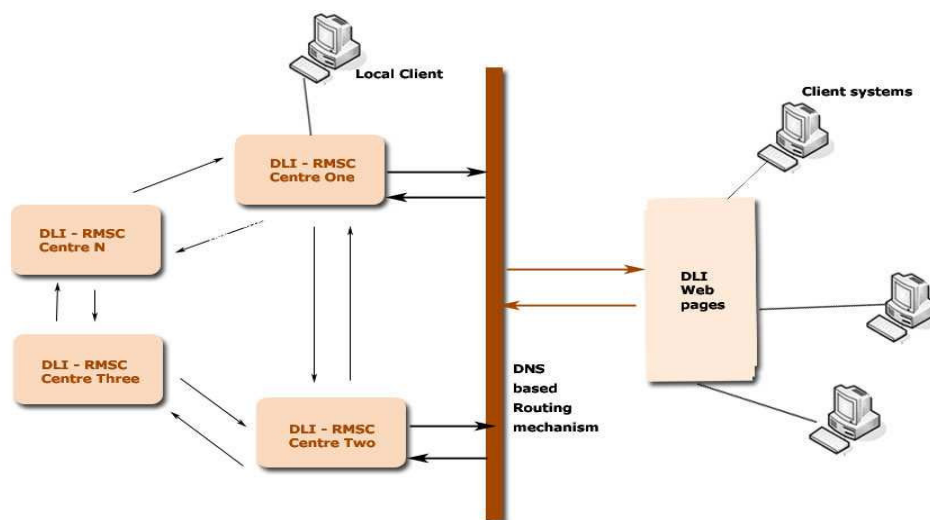 Local Client
Client systems
DLI - RMSC
Centre One
DLI - RMSC
Centre N
DLI
Web
pages
DLI - RMSC
Centre Three
DNS
based
Routing
mechanism
DLI - RMSC
Centre Two